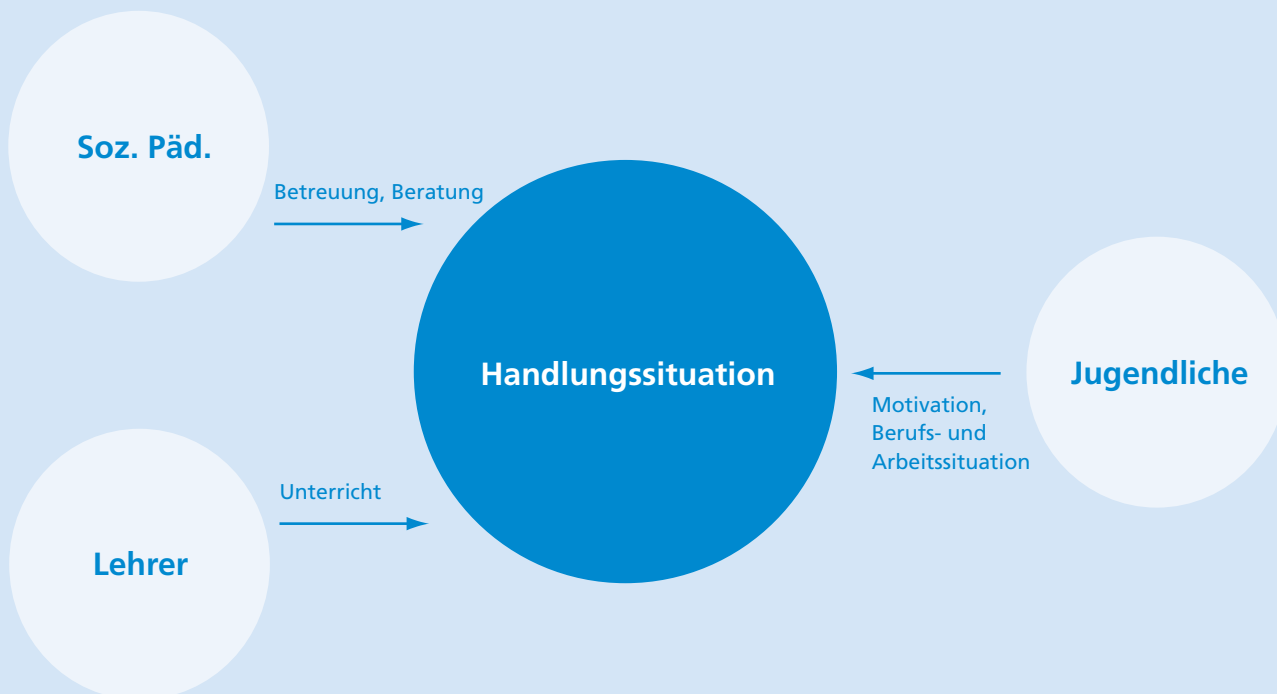 Soz. Päd.
Betreuung, Beratung
Handlungssituation
Jugendliche
Motivation,
Berufs- und
Arbeitssituation
Unterricht
Lehrer